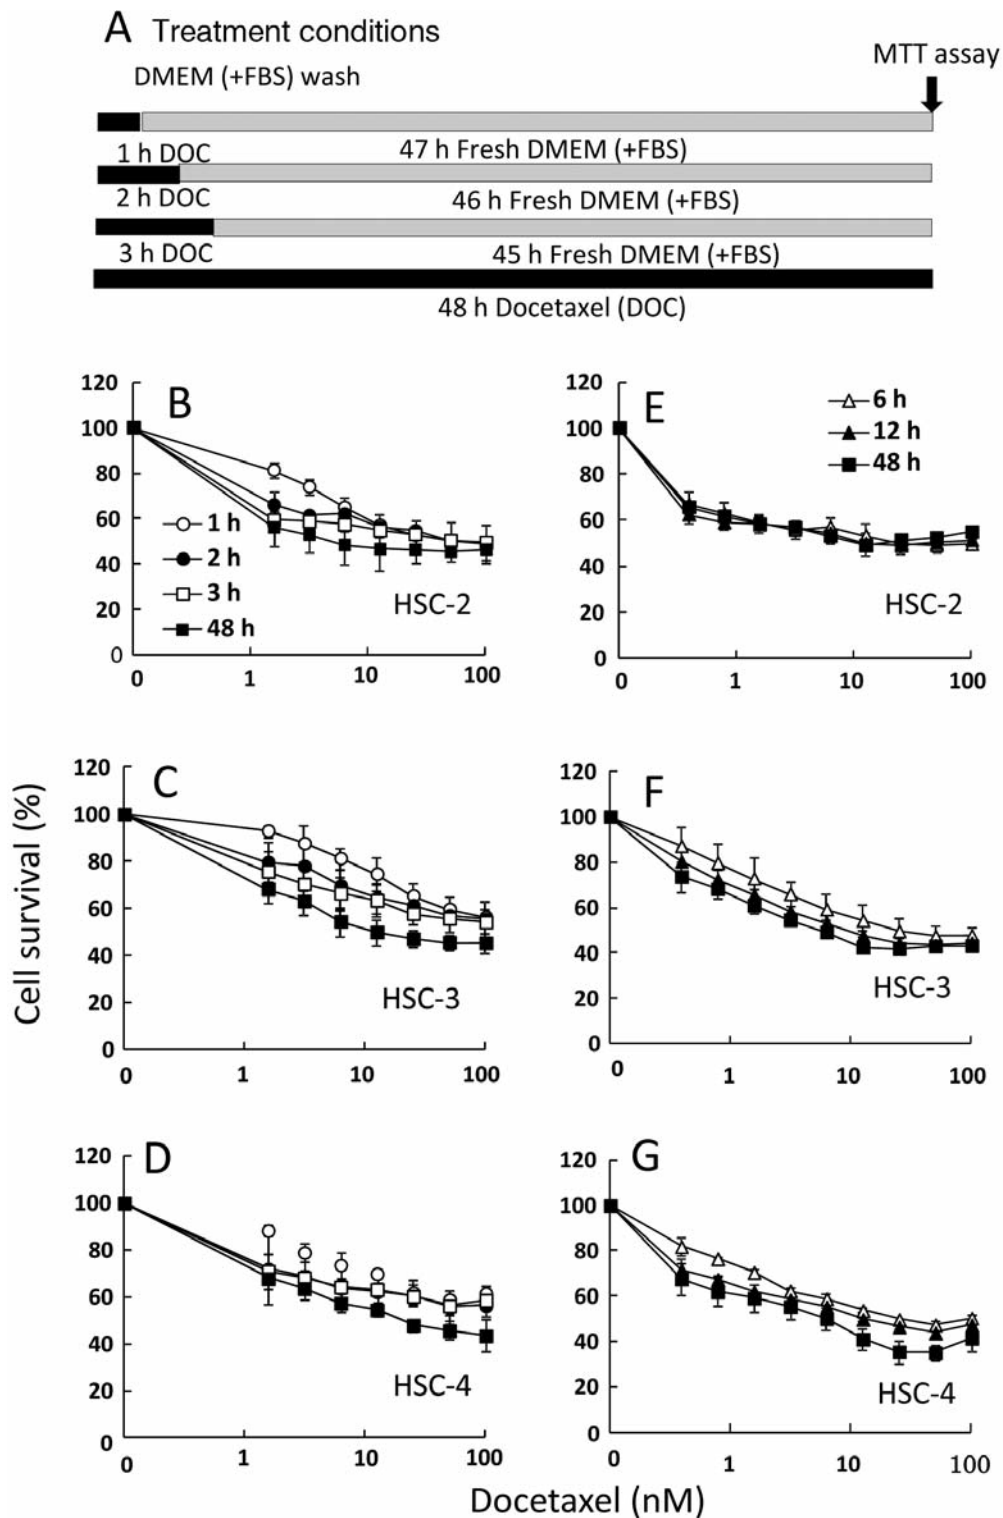 A Treatment conditions
MTT assay
DMEM (+FBS) wash
1 h DOC
47 h Fresh DMEM (+FBS)
2 h DOC
46 h Fresh DMEM (+FBS)
3 h DOC
45 h Fresh DMEM (+FBS)
48 h Docetaxel (DOC)
Cell survival (%)
B
120
100
80
60
40
20
0
1 h
2 h
3 h
48 h
HSC-2
0 1 10 100
E
120
100
80
60
40
20
0
6 h
12 h
48 h
HSC-2
0 1 10 100
C
120
100
80
60
40
20
0
HSC-3
0 1 10 100
F
120
100
80
60
40
20
0
HSC-3
0 1 10 100
D
120
100
80
60
40
20
0
HSC-4
0 1 10 100
G
120
100
80
60
40
20
0
HSC-4
0 1 10 100
Docetaxel (nM)